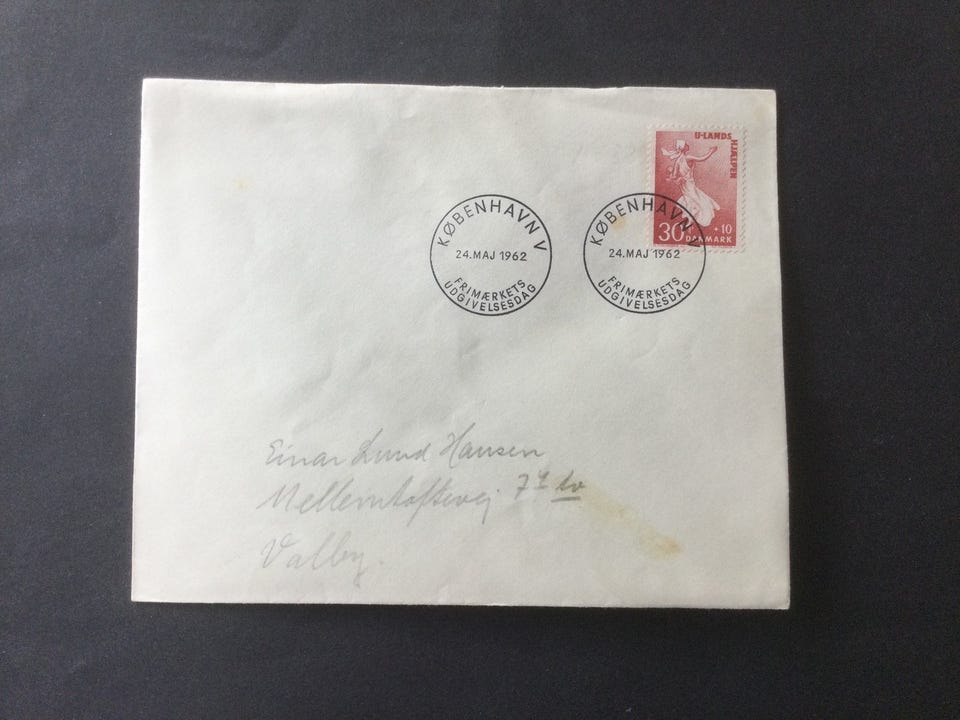 U-LANDS
HJÆLPEN
30 + 10
DANMARK
KØBENHAVN V
24. MAJ 1962
FRIMÆRKETS
UDGIVELSESDAG
KØBENHAVN V
24. MAJ 1962
FRIMÆRKETS
UDGIVELSESDAG
Einar Lund Hansen
Mellemtoftevej 7 tv
Valby.